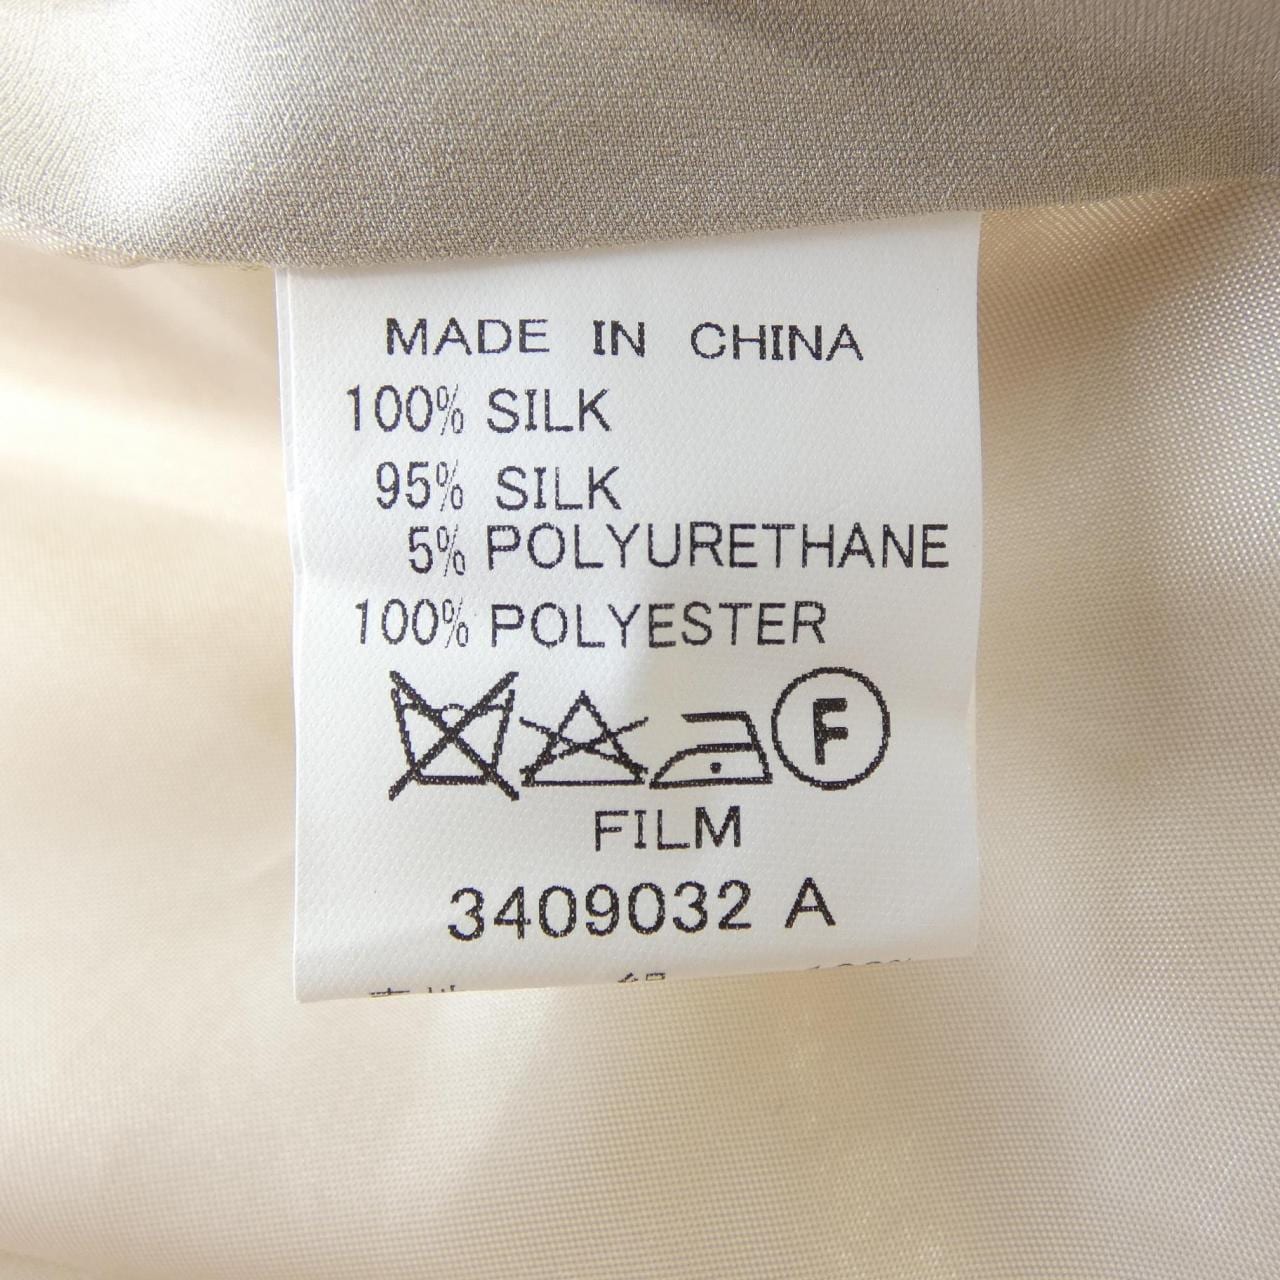 MADE IN CHINA
100% SILK
95% SILK
5% POLYURETHANE
100% POLYESTER
F
FILM
3409032 A